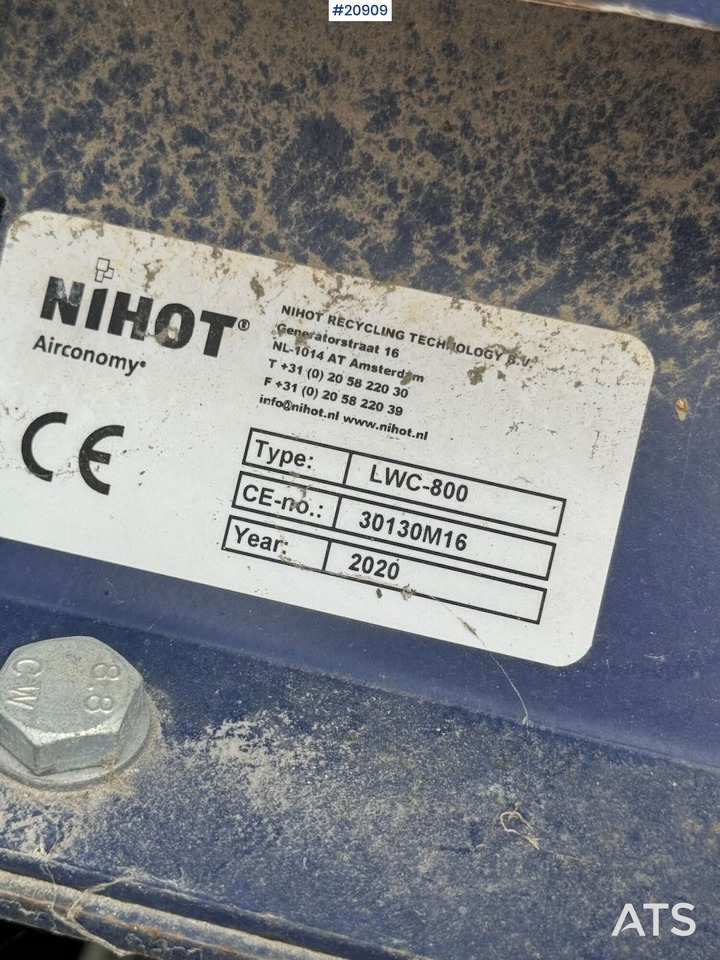 #20909
NIHOT®
Airconomy®
NIHOT RECYCLING TECHNOLOGY B.V.
Generatorstraat 16
NL-1014 AT Amsterdam
T +31 (0) 20 58 220 30
F +31 (0) 20 58 220 39
info@nihot.nl www.nihot.nl
CE
Type: LWC-800
CE-no.: 30130M16
Year: 2020
8.8
CW
ATS